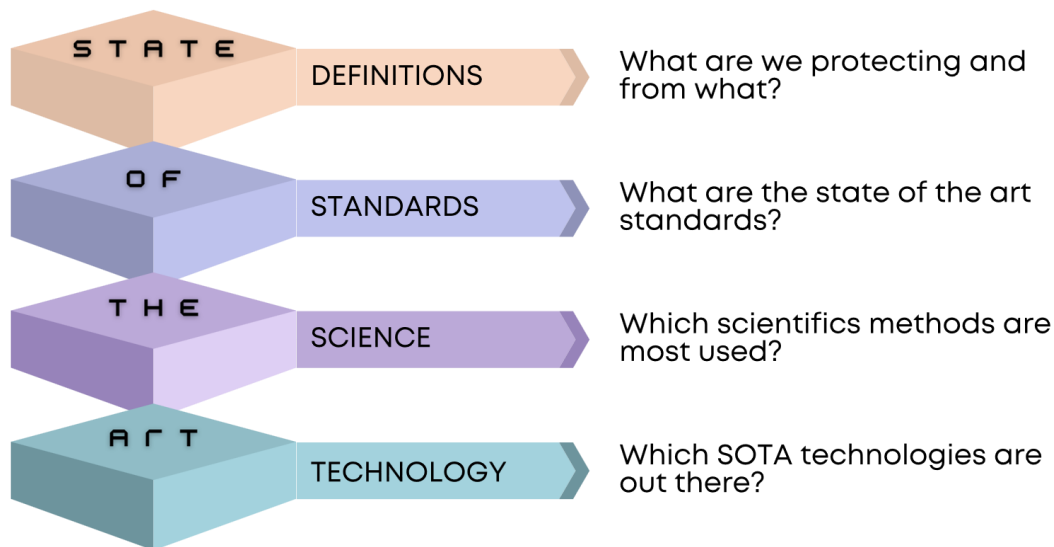 STATE
DEFINITIONS
What are we protecting and
from what?
OF
STANDARDS
What are the state of the art
standards?
THE
SCIENCE
Which scientifics methods are
most used?
ART
TECHNOLOGY
Which SOTA technologies are
out there?